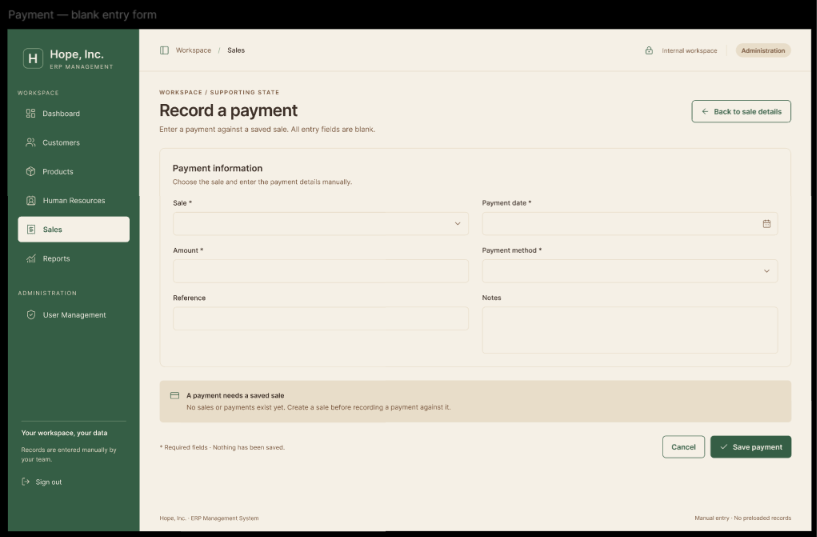 Payment — blank entry form
H
Hope, Inc.
ERP MANAGEMENT
WORKSPACE
Dashboard
Customers
Products
Human Resources
Sales
Reports
ADMINISTRATION
User Management
Your workspace, your data
Records are entered manually by
your team.
Sign out
Workspace / Sales
Internal workspace
Administration
WORKSPACE / SUPPORTING STATE
Record a payment
Enter a payment against a saved sale. All entry fields are blank.
← Back to sale details
Payment information
Choose the sale and enter the payment details manually.
Sale *
Payment date *
Amount *
Payment method *
Reference
Notes
A payment needs a saved sale
No sales or payments exist yet. Create a sale before recording a payment against it.
* Required fields · Nothing has been saved.
Cancel
Save payment
Hope, Inc. · ERP Management System
Manual entry · No preloaded records